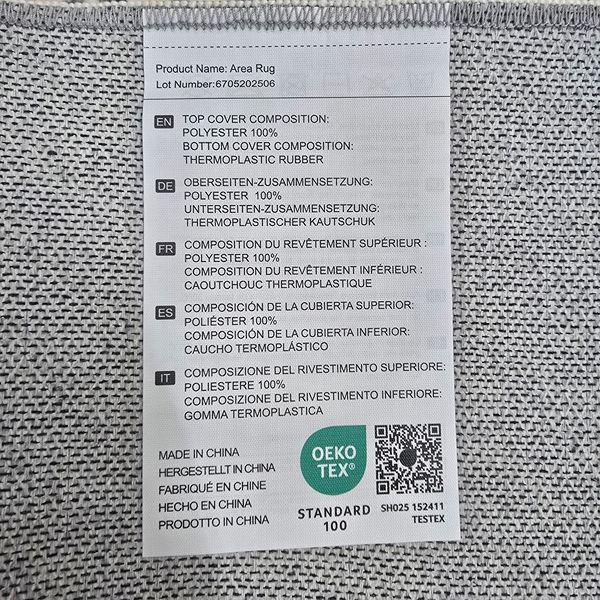 Product Name: Area Rug
Lot Number:6705202506
EN TOP COVER COMPOSITION:
POLYESTER 100%
BOTTOM COVER COMPOSITION:
THERMOPLASTIC RUBBER
DE OBERSEITEN-ZUSAMMENSETZUNG:
POLYESTER 100%
UNTERSEITEN-ZUSAMMENSETZUNG:
THERMOPLASTISCHER KAUTSCHUK
FR COMPOSITION DU REVÊTEMENT SUPÉRIEUR :
POLYESTER 100%
COMPOSITION DU REVÊTEMENT INFÉRIEUR :
CAOUTCHOUC THERMOPLASTIQUE
ES COMPOSICIÓN DE LA CUBIERTA SUPERIOR:
POLIÉSTER 100%
COMPOSICIÓN DE LA CUBIERTA INFERIOR:
CAUCHO TERMOPLÁSTICO
IT COMPOSIZIONE DEL RIVESTIMENTO SUPERIORE:
POLIESTERE 100%
COMPOSIZIONE DEL RIVESTIMENTO INFERIORE:
GOMMA TERMOPLASTICA
MADE IN CHINA
HERGESTELLT IN CHINA
FABRIQUÉ EN CHINE
HECHO EN CHINA
PRODOTTO IN CHINA
OEKO
TEX®
STANDARD
100
SH025 152411
TESTEX